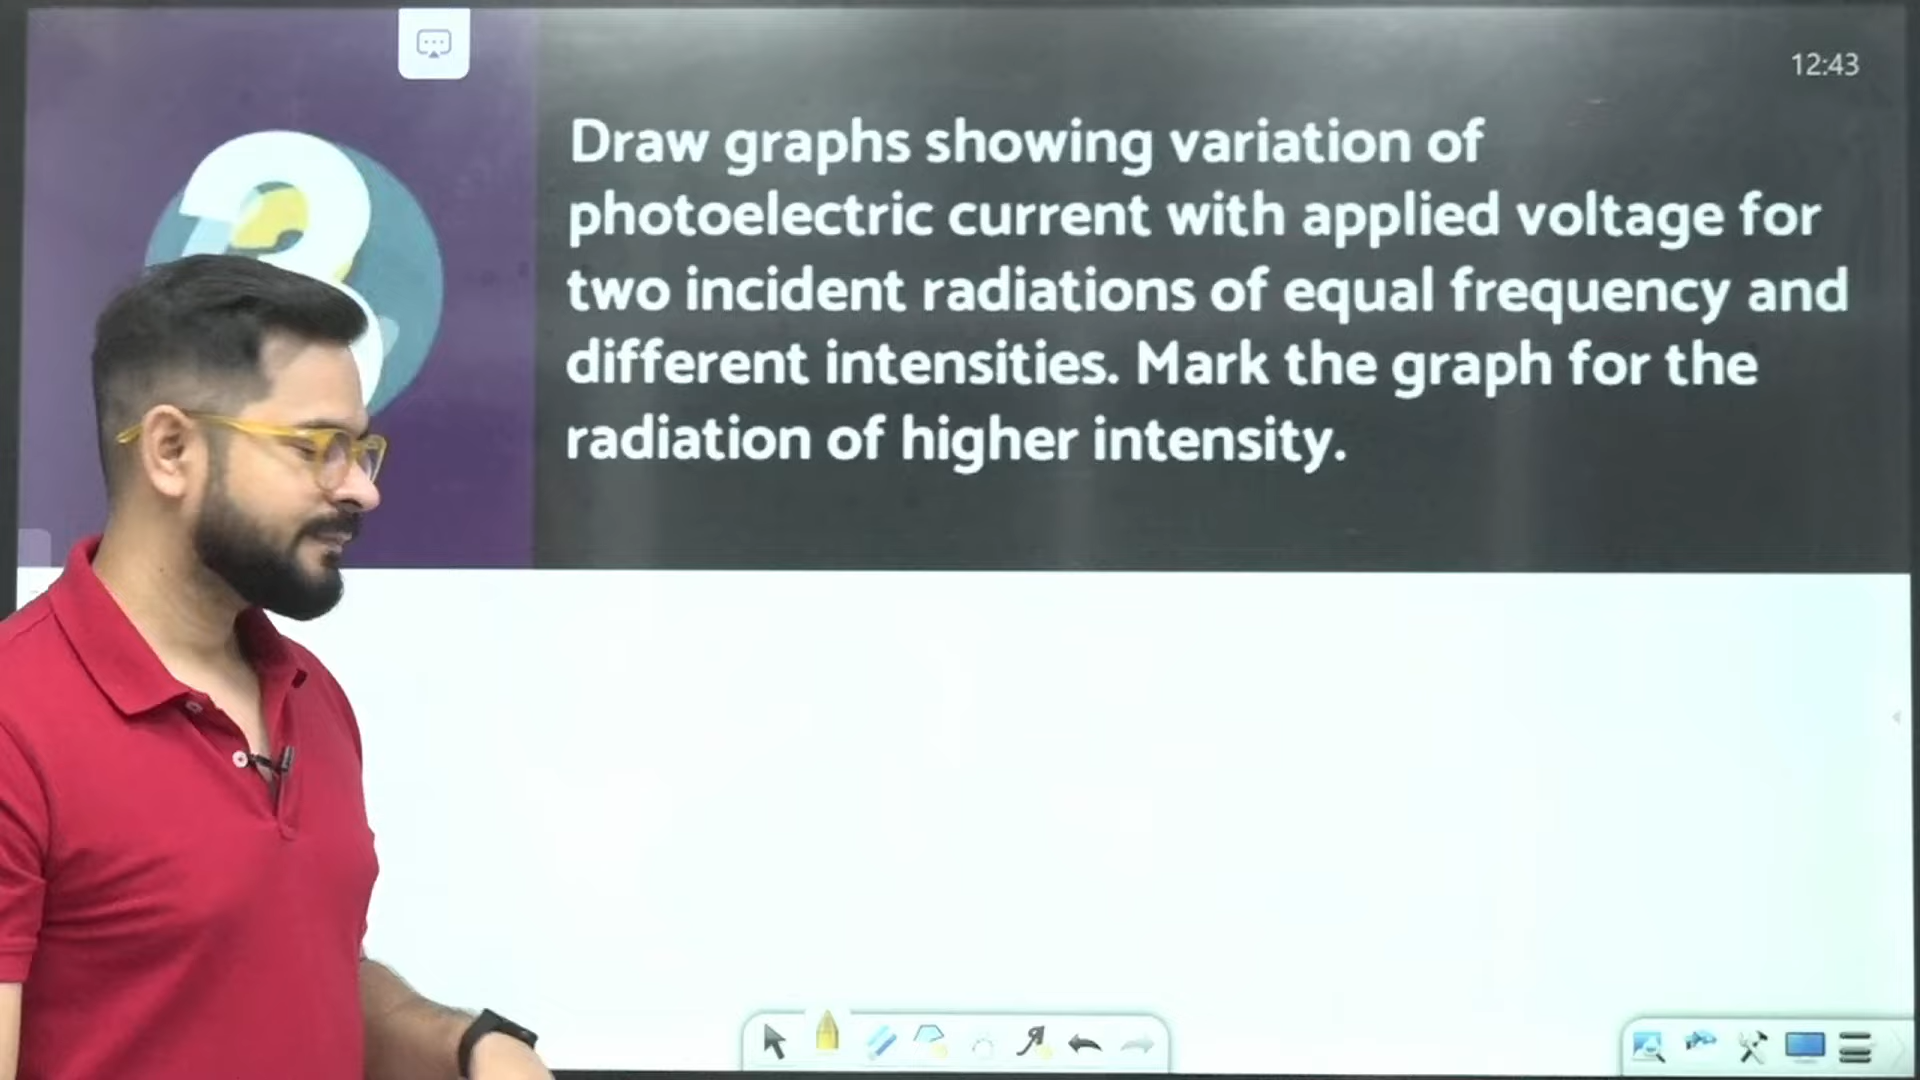 12:43
Draw graphs showing variation of
photoelectric current with applied voltage for
two incident radiations of equal frequency and
different intensities. Mark the graph for the
radiation of higher intensity.